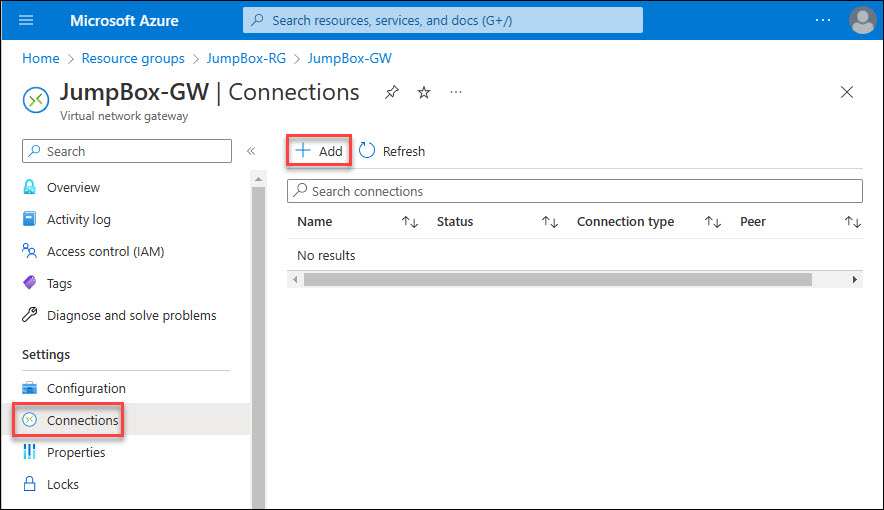 Microsoft Azure
Search resources, services, and docs (G+/)
...
Home > Resource groups > JumpBox-RG > JumpBox-GW
JumpBox-GW | Connections
...
Virtual network gateway
Search
«
Overview
Activity log
Access control (IAM)
Tags
Diagnose and solve problems
Settings
Configuration
Connections
Properties
Locks
+ Add
Refresh
Search connections
Name ↑↓ Status ↑↓ Connection type ↑↓ Peer ↑↓
No results